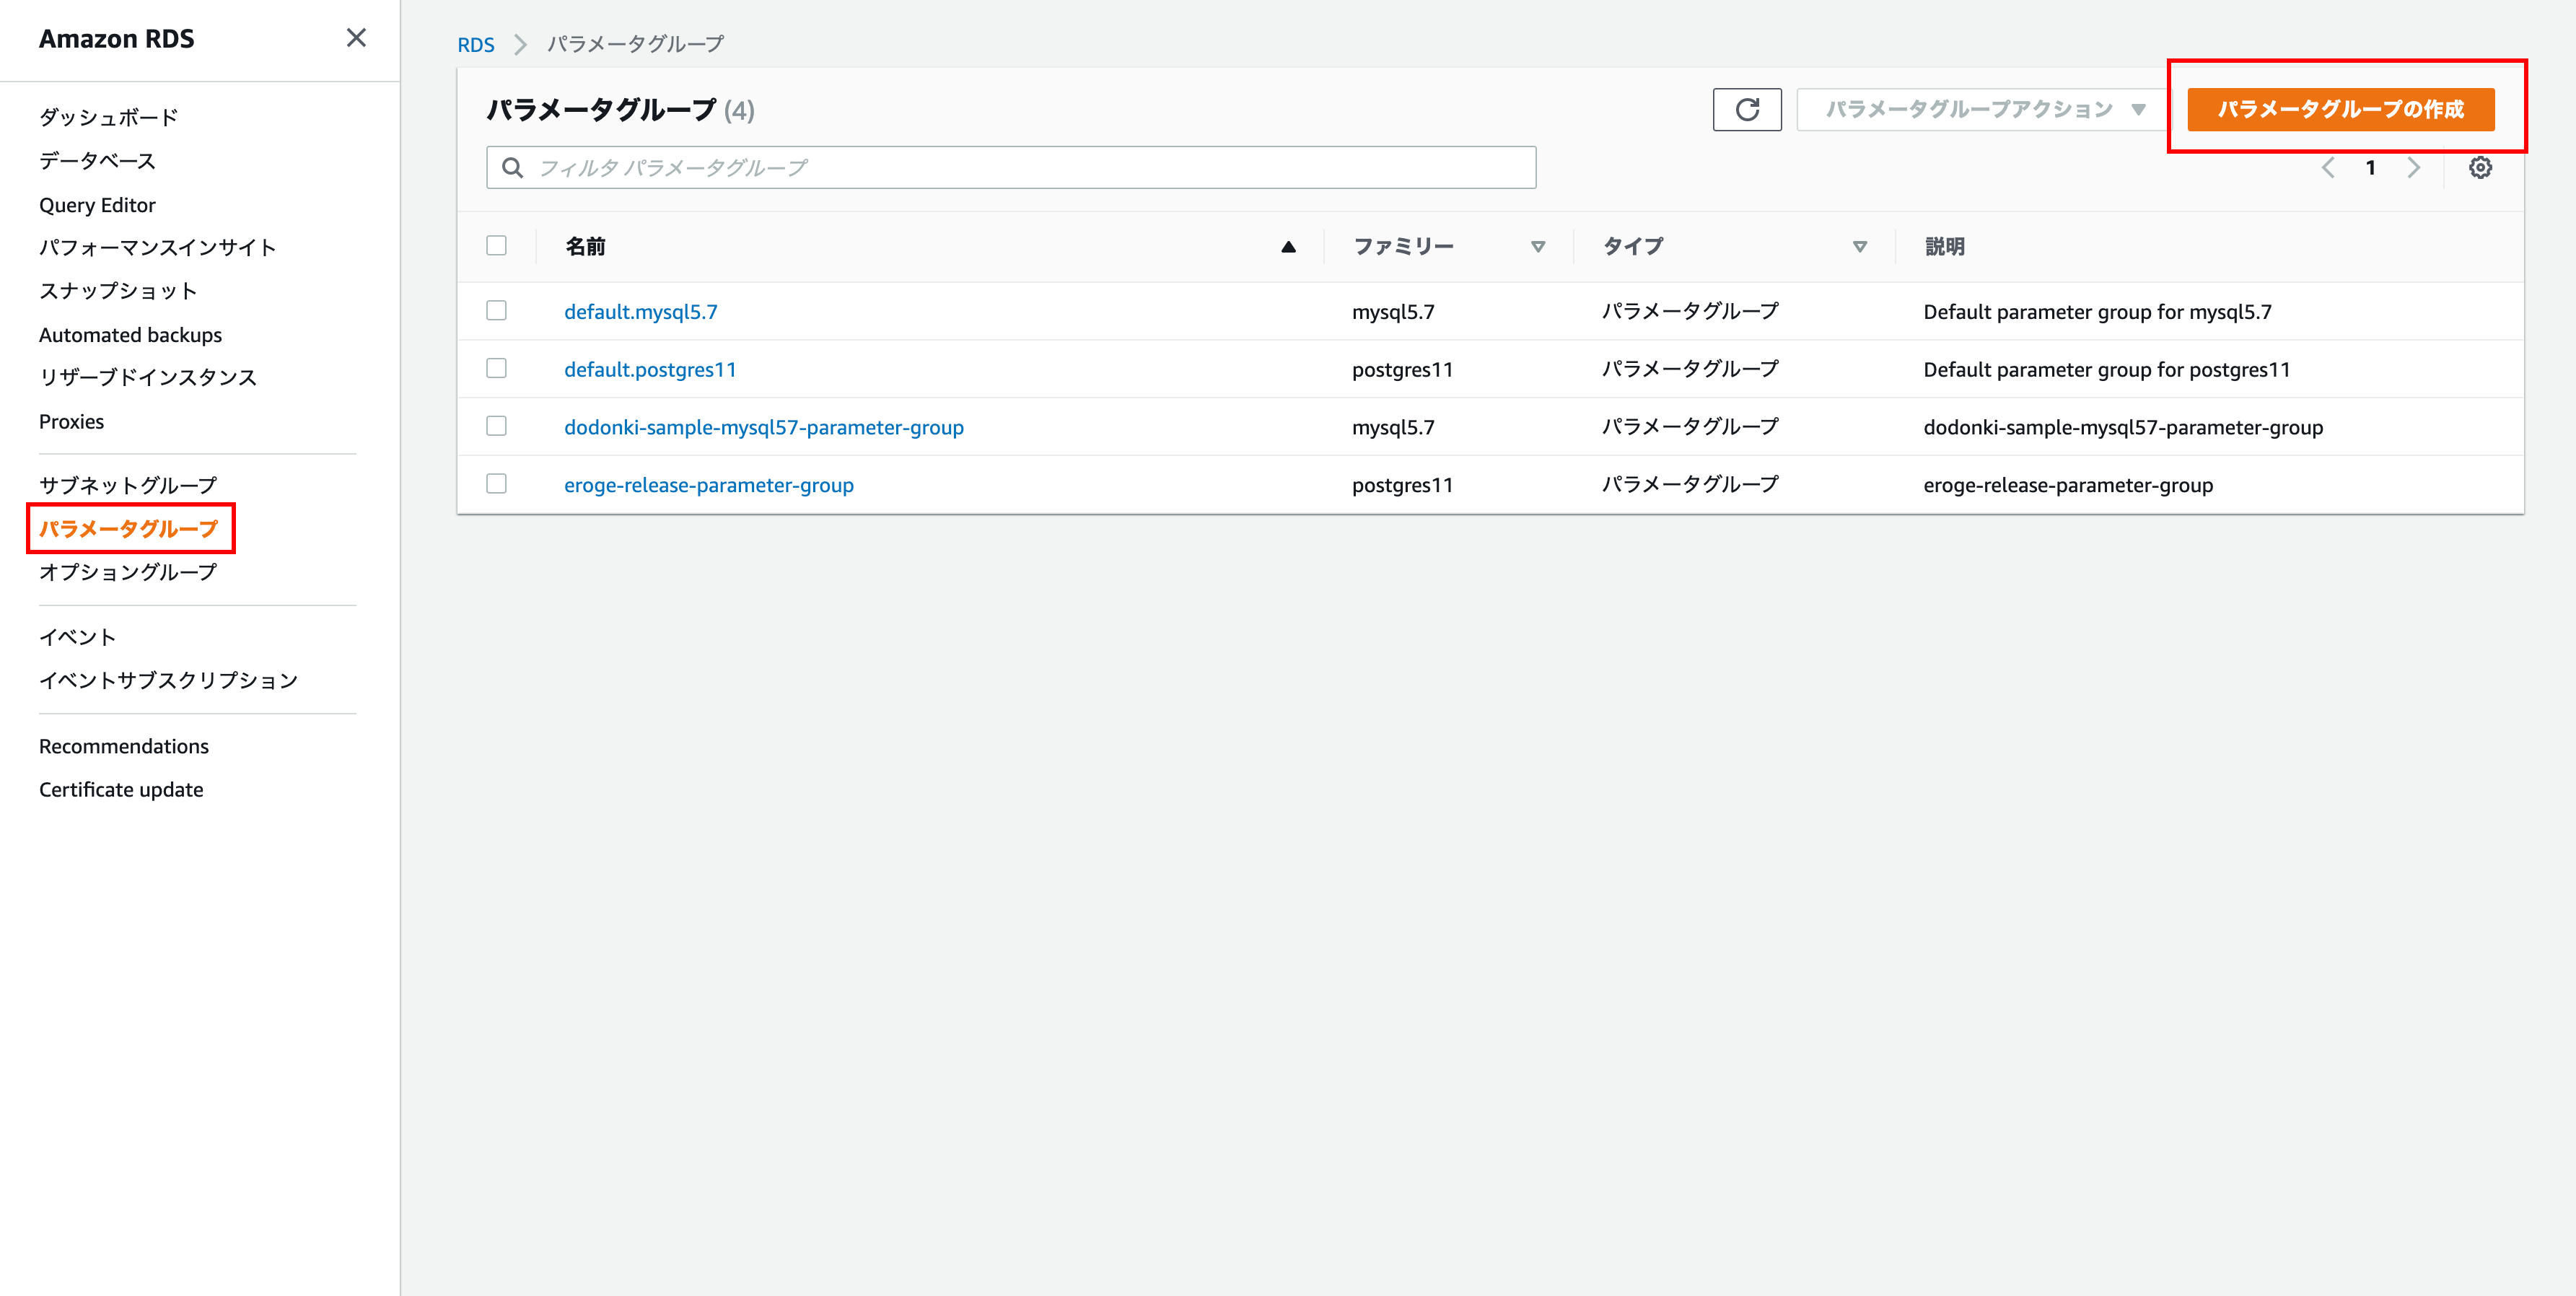 Amazon RDS
ダッシュボード
データベース
Query Editor
パフォーマンスインサイト
スナップショット
Automated backups
リザーブドインスタンス
Proxies
サブネットグループ
パラメータグループ
オプショングループ
イベント
イベントサブスクリプション
Recommendations
Certificate update
RDS パラメータグループ
パラメータグループ (4)
パラメータグループアクション
パラメータグループの作成
フィルタ パラメータグループ
1
名前 ファミリー タイプ 説明
default.mysql5.7 mysql5.7 パラメータグループ Default parameter group for mysql5.7
default.postgres11 postgres11 パラメータグループ Default parameter group for postgres11
dodonki-sample-mysql57-parameter-group mysql5.7 パラメータグループ dodonki-sample-mysql57-parameter-group
eroge-release-parameter-group postgres11 パラメータグループ eroge-release-parameter-group